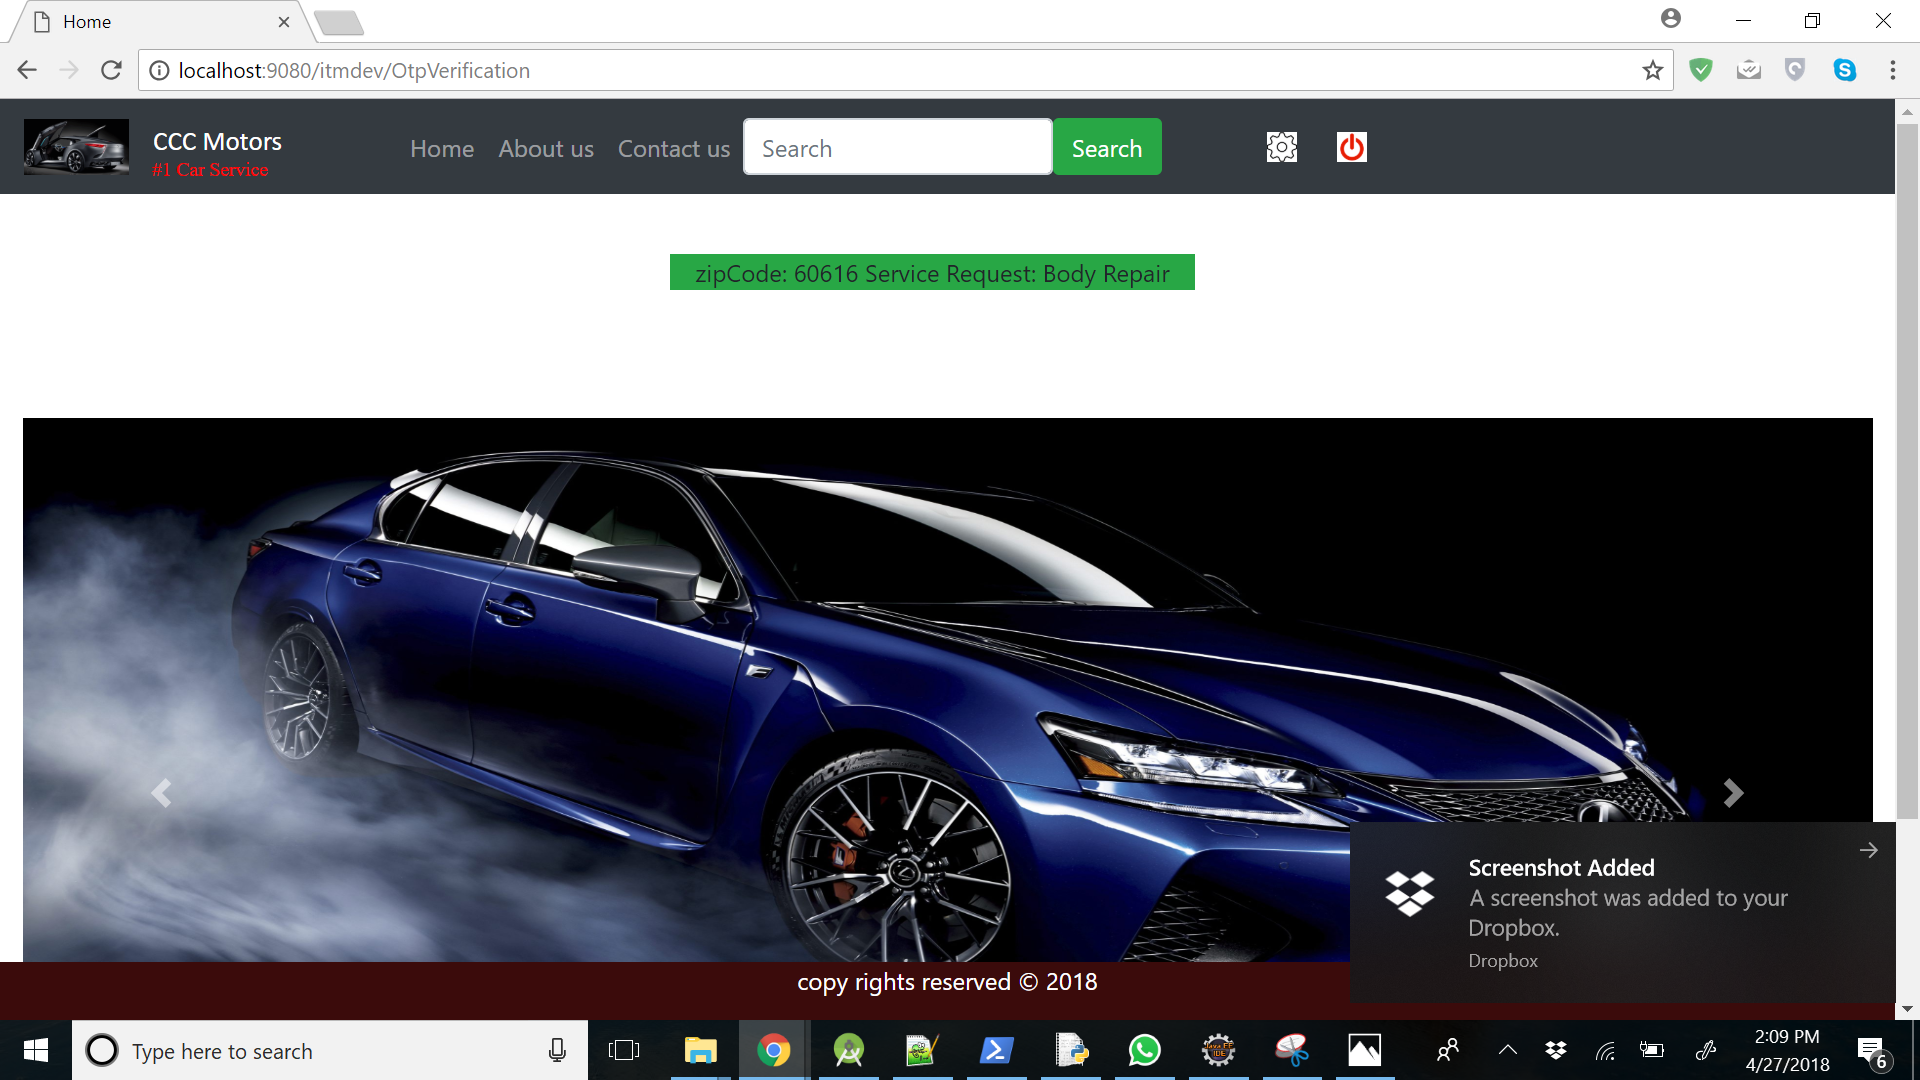 Home
localhost:9080/itmdev/OtpVerification
CCC Motors
#1 Car Service
Home About us Contact us Search Search
zipCode: 60616 Service Request: Body Repair
Screenshot Added
A screenshot was added to your
Dropbox.
Dropbox
copy rights reserved © 2018
Type here to search
2:09 PM
4/27/2018
6